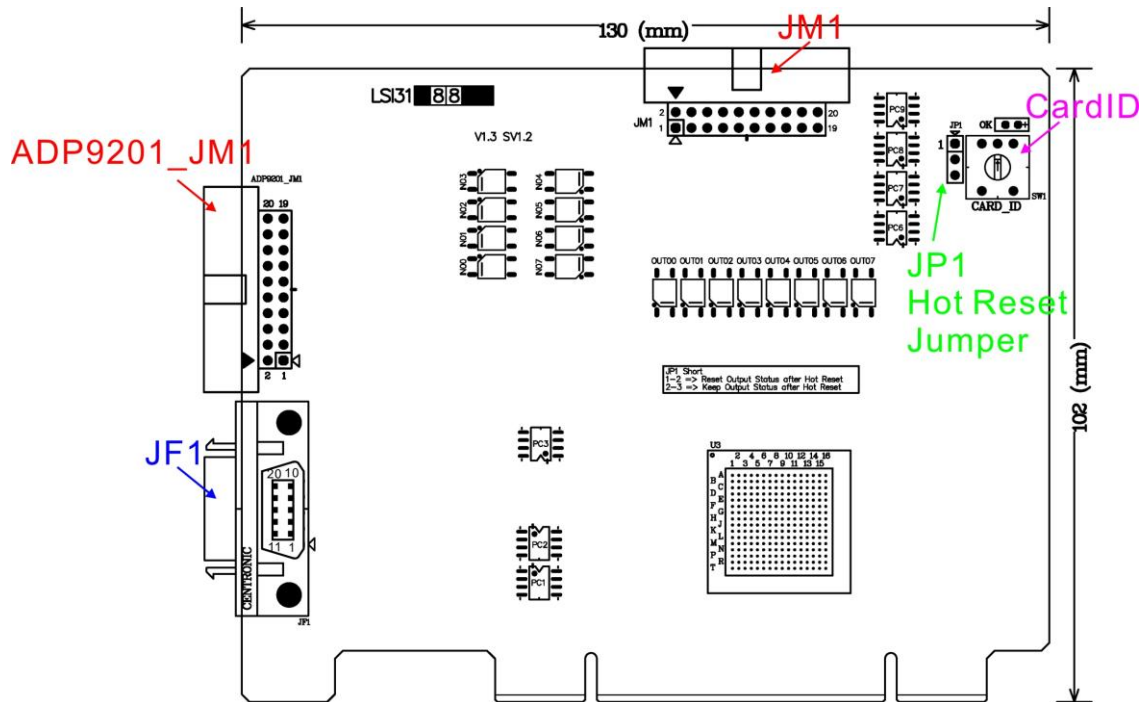 130 (mm)
JM1
LSI31 88
CardID
V1.3 SV1.2
JM1
2
20
1
19
PC9
PC8
PC7
PC6
JP1
1
OK
+
SW1
CARD_ID
ADP9201_JM1
ADP9201_JM1
20 19
2 1
IN03
IN02
IN01
IN00
IN04
IN05
IN06
IN07
OUT00 OUT01 OUT02 OUT03 OUT04 OUT05 OUT06 OUT07
JP1
Hot Reset
Jumper
102 (mm)
JP1 Short
1-2 => Reset Output Status after Hot Reset
2-3 => Keep Output Status after Hot Reset
JF1
20 10
11 1
CENTRONIC
JF1
PC3
PC2
PC1
U3
2 4 6 8 10 12 14 16
1 3 5 7 9 11 13 15
A
B
C
D
E
F
G
H
J
K
L
M
N
P
R
T